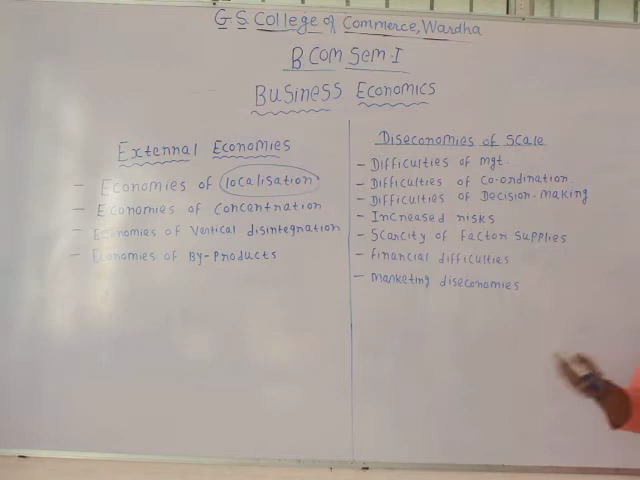 G.S. College of Commerce, Wardha
B.Com Sem-I
Business Economics
External Economies
- Economies of localisation
- Economies of concentration
- Economies of Vertical disintegration
- Economies of By-Products
Diseconomies of Scale
- Difficulties of mgt.
- Difficulties of co-ordination
- Difficulties of Decision-making
- Increased risks
- Scarcity of factor supplies
- financial difficulties
- marketing diseconomies